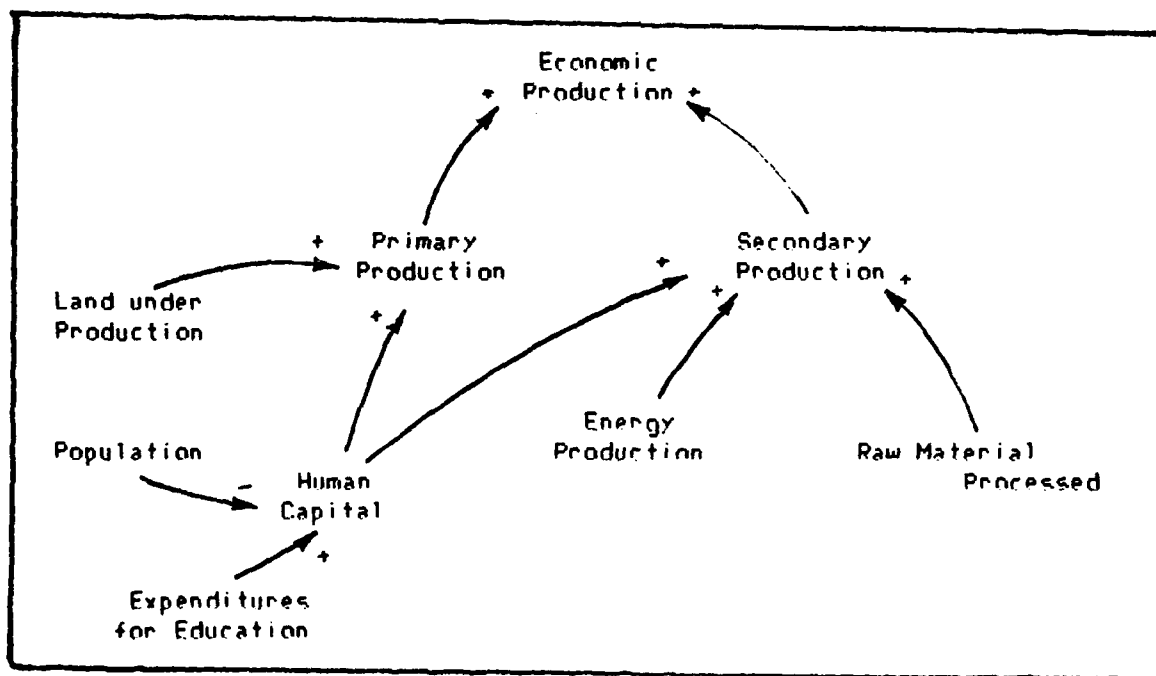 Economic
+ Production +
+ Primary
Production
Secondary
Production
+
+
+
Land under
Production
+
Energy
Production
Raw Material
Processed
Population
-
Human
Capital
+
Expenditures
for Education